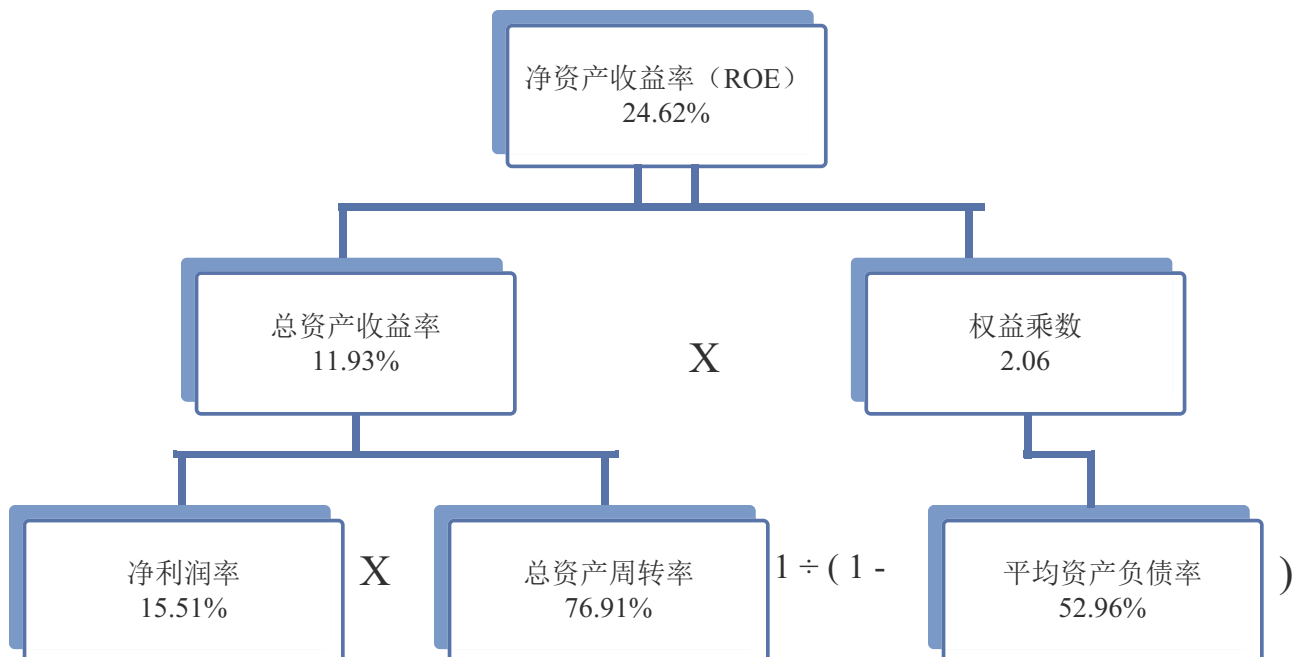 净资产收益率（ROE）
24.62%
总资产收益率
11.93%
X
权益乘数
2.06
净利润率
15.51%
X
总资产周转率
76.91%
1 ÷ ( 1 -
平均资产负债率
52.96%
)